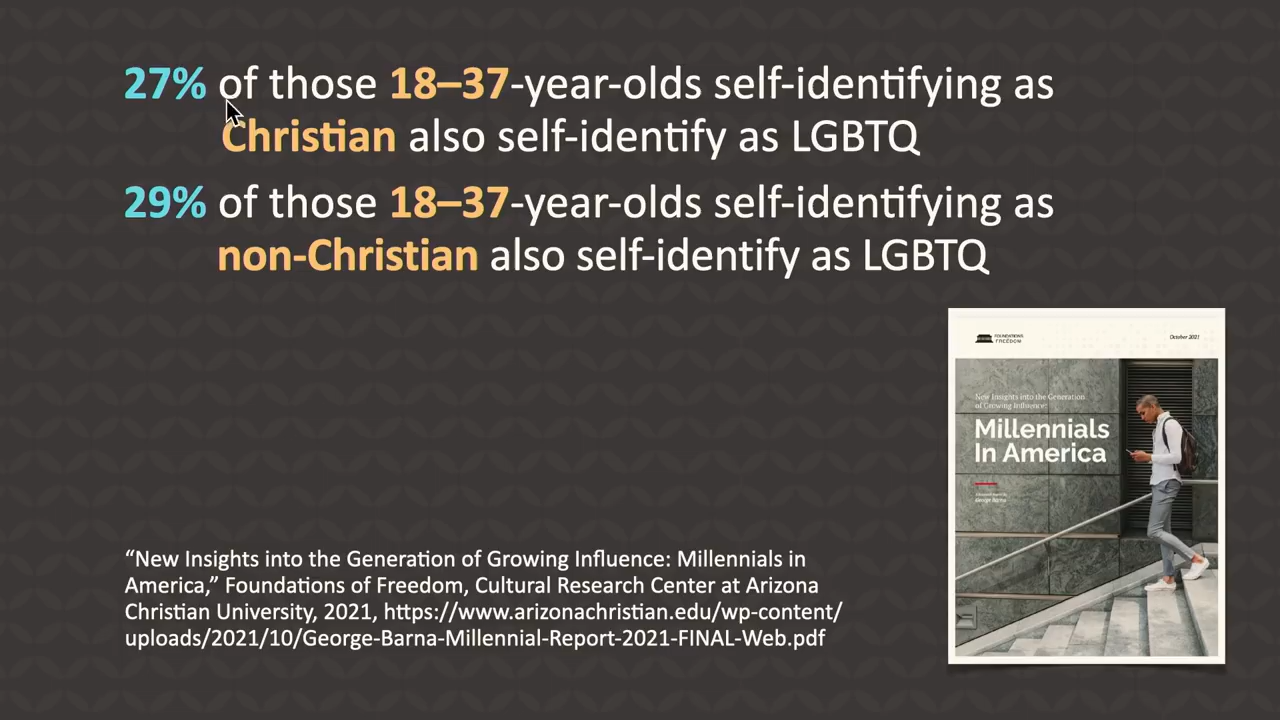 27% of those 18–37-year-olds self-identifying as
Christian also self-identify as LGBTQ
29% of those 18–37-year-olds self-identifying as
non-Christian also self-identify as LGBTQ
FOUNDATIONS
FREEDOM
October 2021
New Insights into the Generation
of Growing Influence:
Millennials
In America
George Barna
“New Insights into the Generation of Growing Influence: Millennials in
America,” Foundations of Freedom, Cultural Research Center at Arizona
Christian University, 2021, https://www.arizonachristian.edu/wp-content/
uploads/2021/10/George-Barna-Millennial-Report-2021-FINAL-Web.pdf